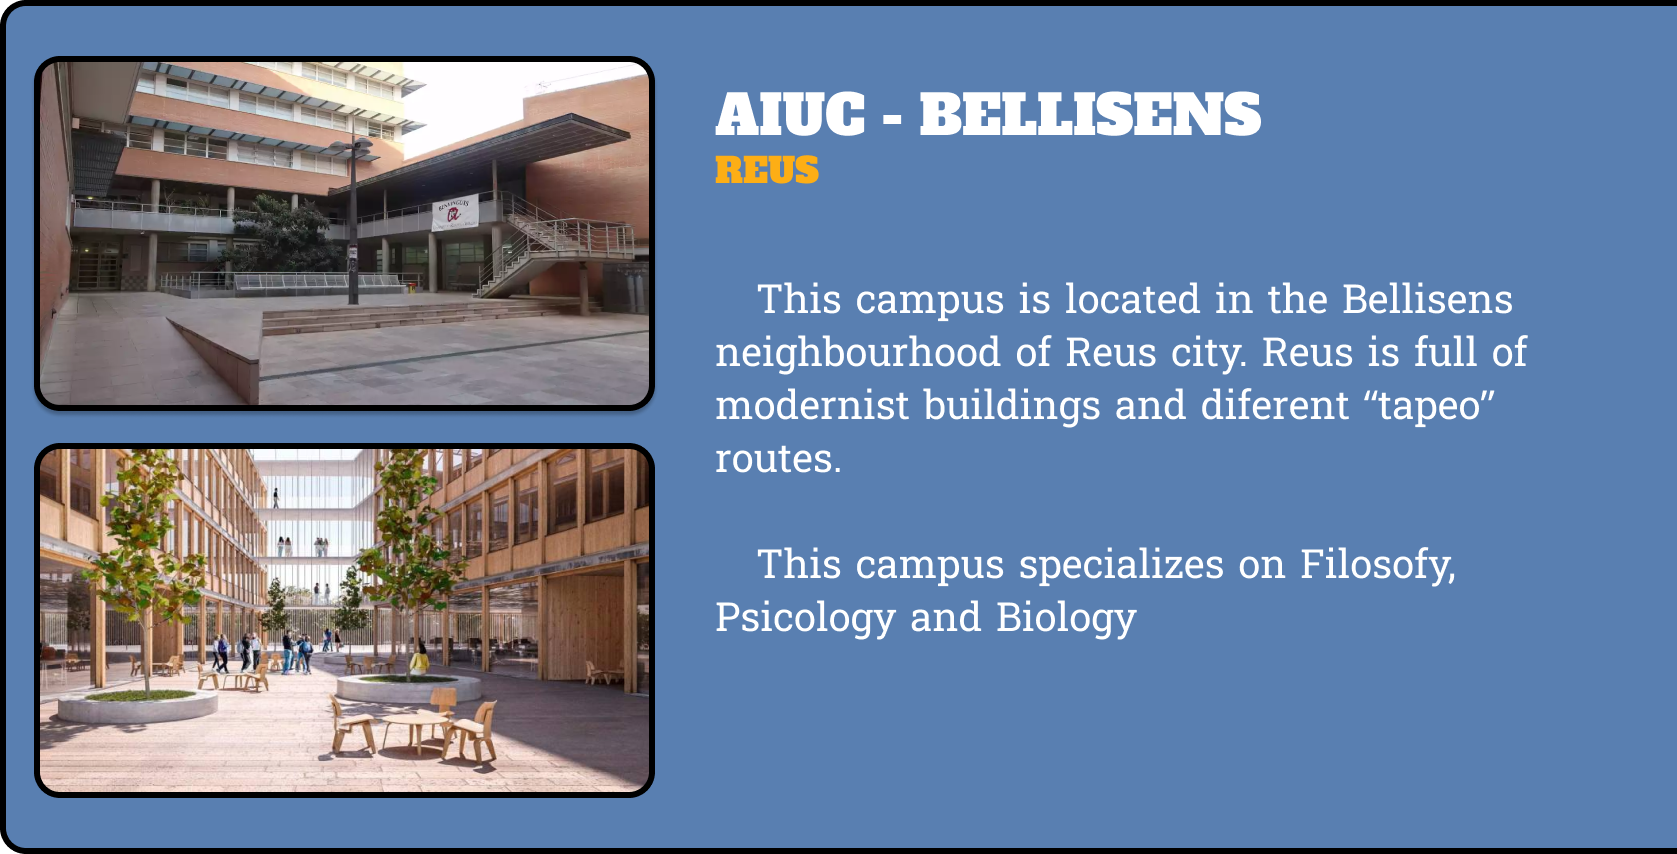 BENVINGUTS
AIUC - BELLISENS
REUS
This campus is located in the Bellisens
neighbourhood of Reus city. Reus is full of
modernist buildings and diferent “tapeo”
routes.
This campus specializes on Filosofy,
Psicology and Biology